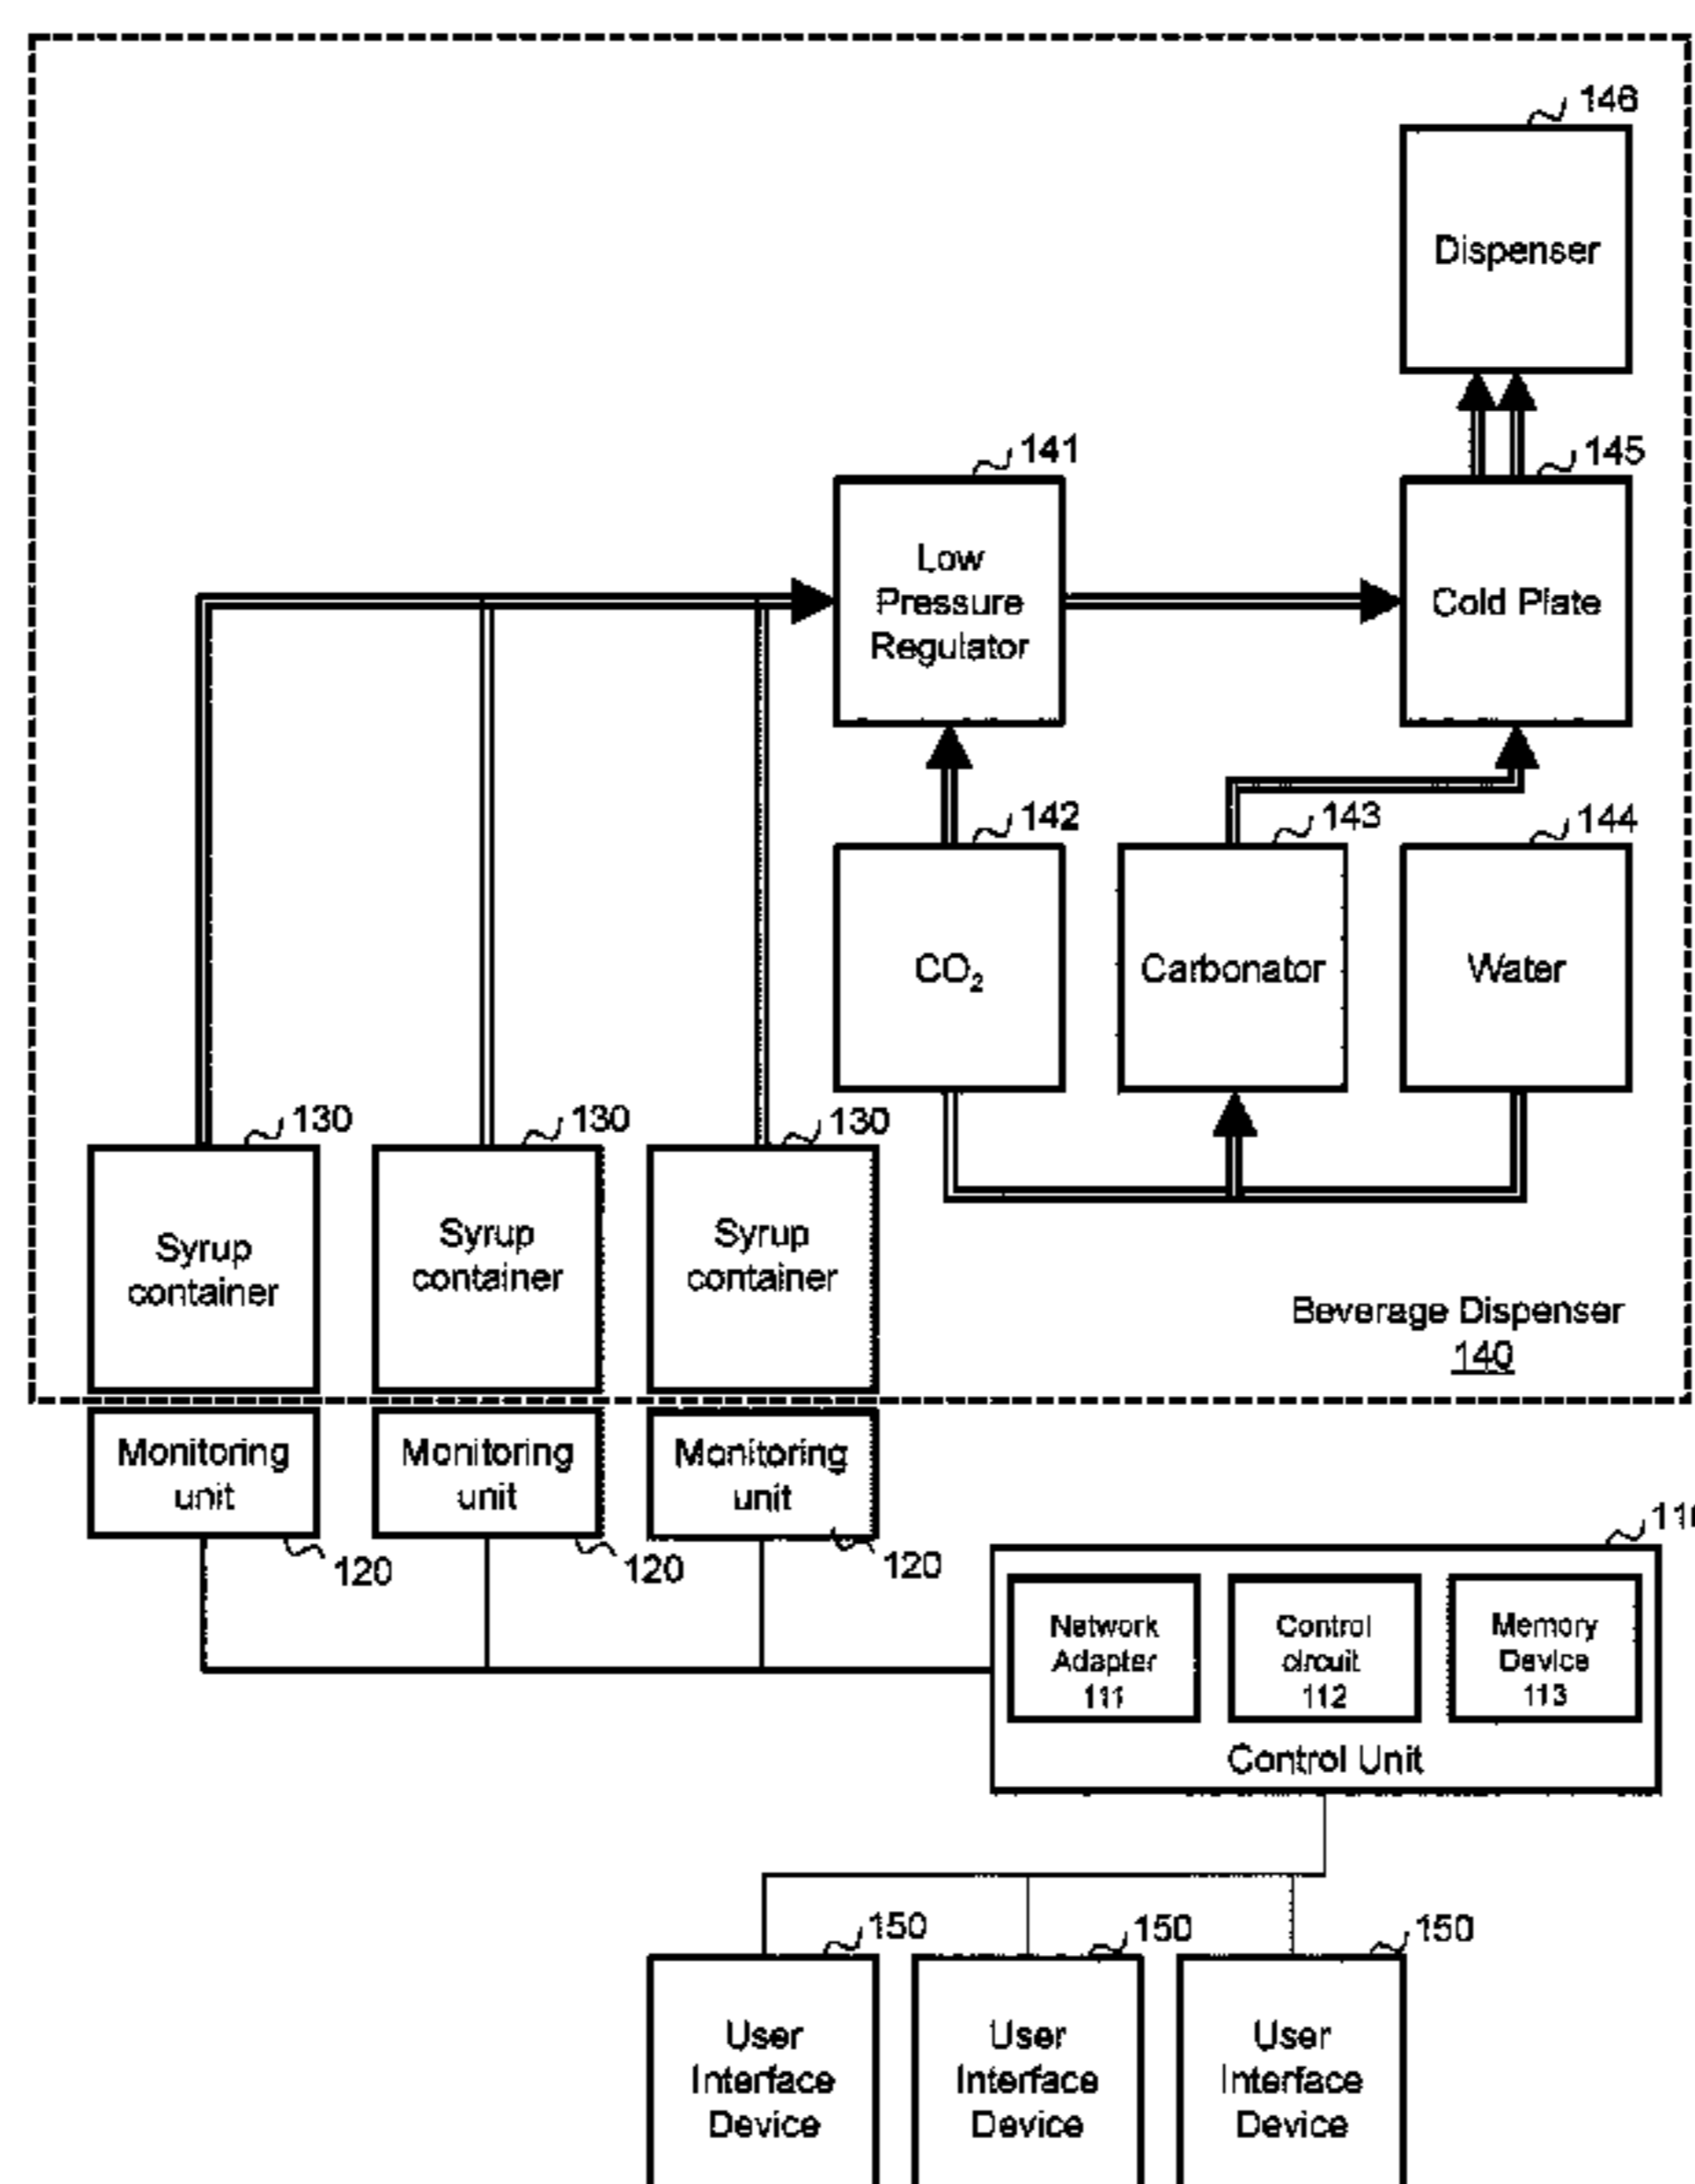 146
Dispenser
141
145
Low
Pressure
Regulator
Cold Plate
142
143
144
CO₂
Carbonator
Water
130
130
130
Syrup
container
Syrup
container
Syrup
container
Beverage Dispenser
140
Monitoring
unit
Monitoring
unit
Monitoring
unit
120
120
120
Network
Adapter
111
Control
circuit
112
Memory
Device
113
Control Unit
150
150
150
User
Interface
Device
User
Interface
Device
User
Interface
Device